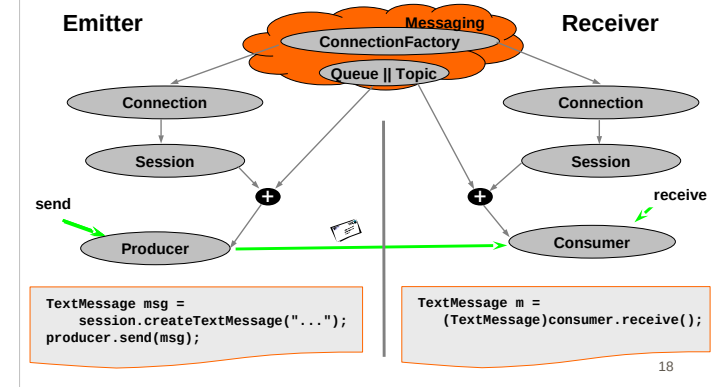 Emitter
Messaging
Receiver
ConnectionFactory
Queue || Topic
Connection
Connection
Session
Session
+
+
send
receive
Producer
Consumer
TextMessage msg =
session.createTextMessage("...");
producer.send(msg);
TextMessage m =
(TextMessage)consumer.receive();
18